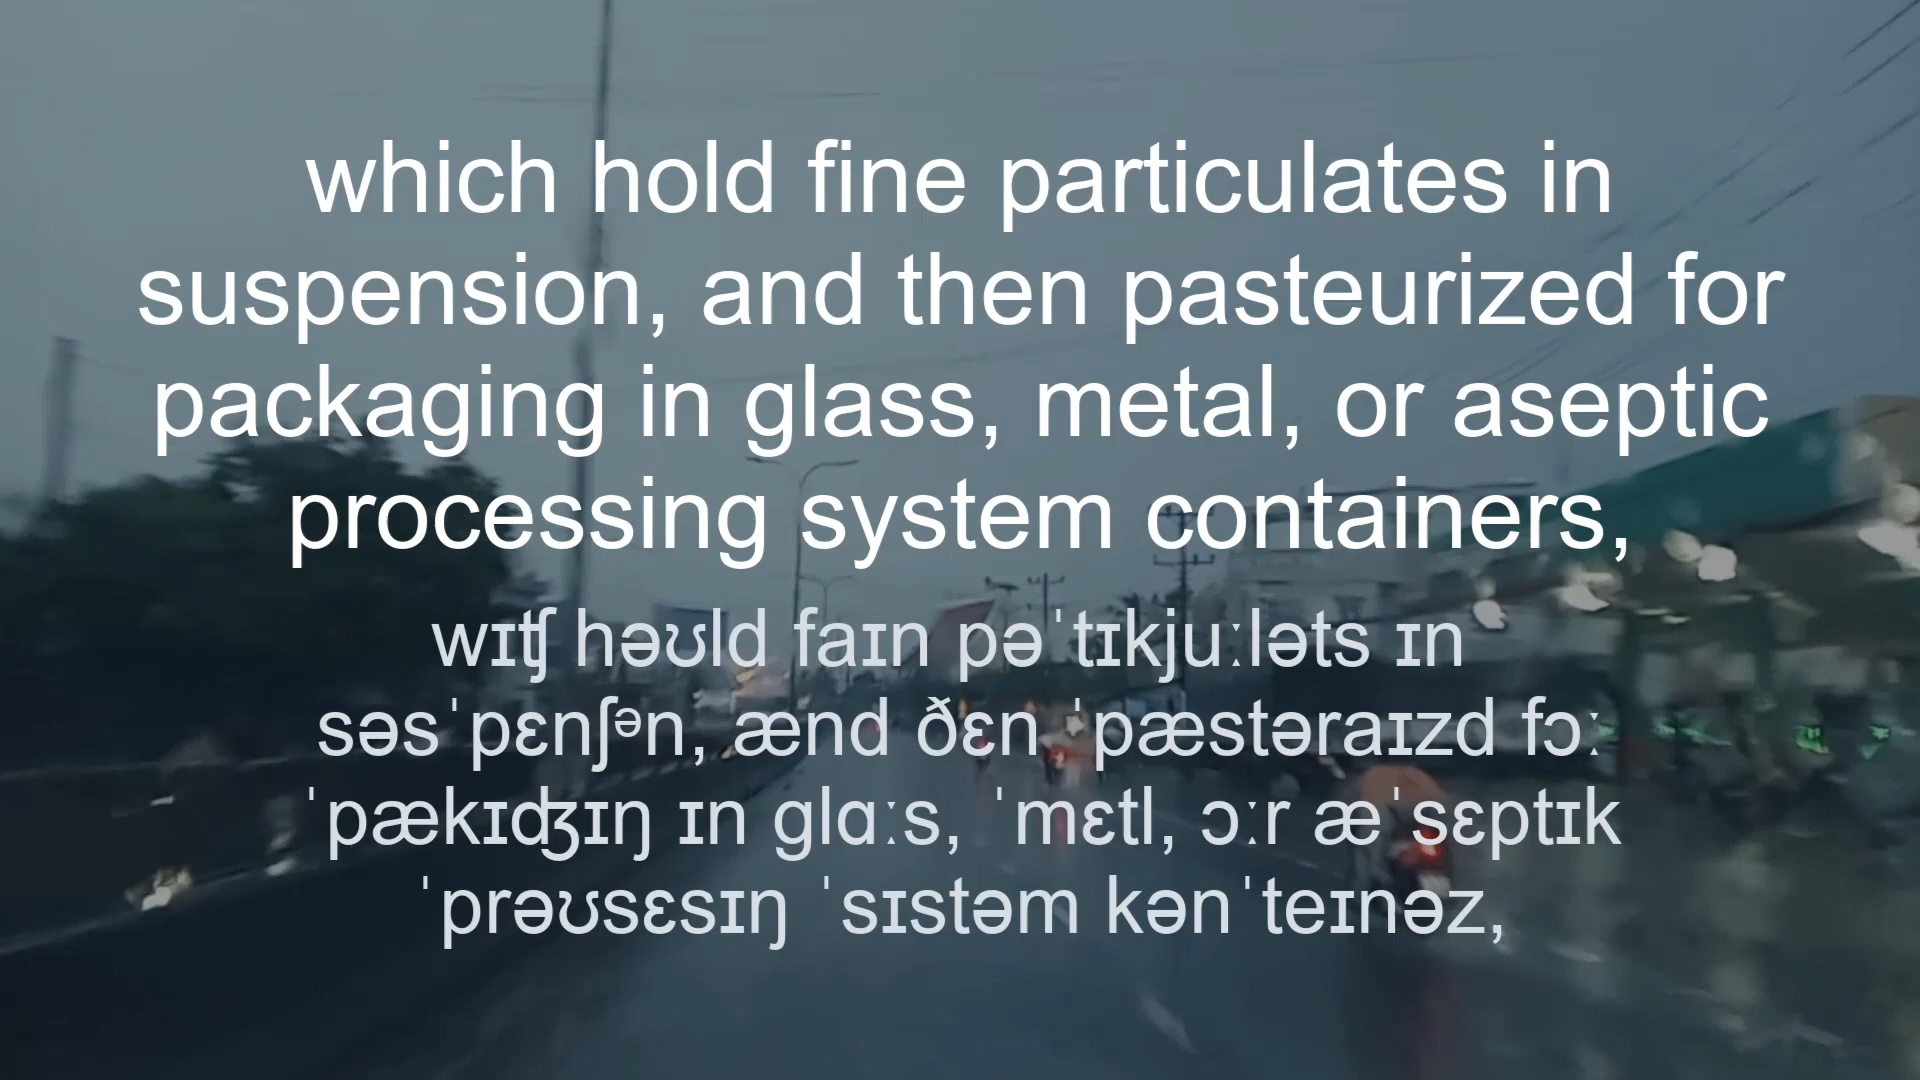 which hold fine particulates in
suspension, and then pasteurized for
packaging in glass, metal, or aseptic
processing system containers,
wɪʧ həʊld faɪn pəˈtɪkjuːləts ɪn
səsˈpɛnʃᵊn, ænd ðɛn ˈpæstəraɪzd fɔː
ˈpækɪʤɪŋ ɪn glɑːs, ˈmɛtl, ɔːr æˈsɛptɪk
ˈprəʊsɛsɪŋ ˈsɪstəm kənˈteɪnəz,